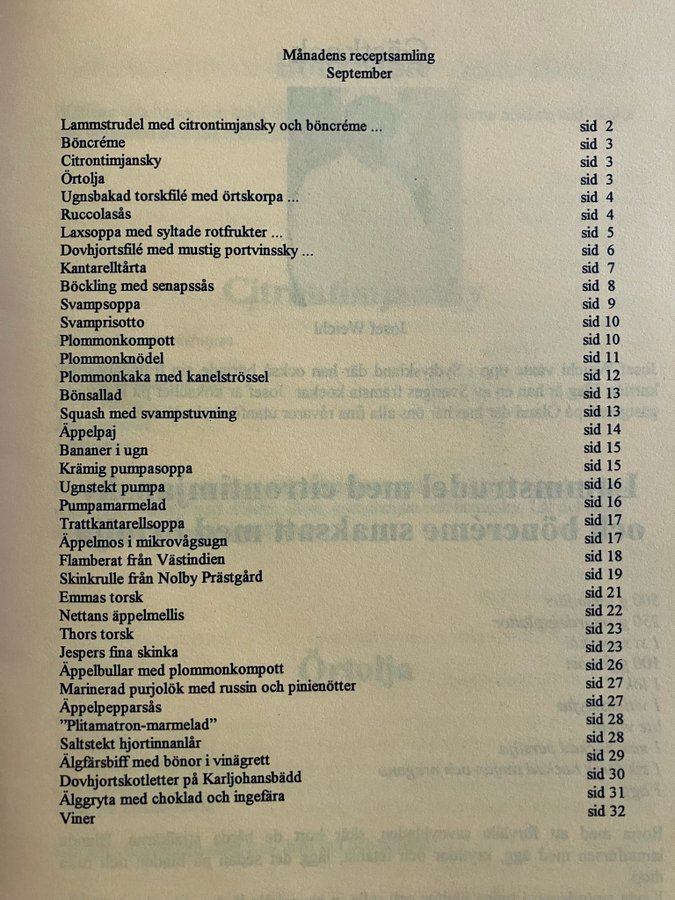 Månadens receptsamling
September
Lammstrudel med citrontimjansky och böncréme ... sid 2
Böncréme sid 3
Citrontimjansky sid 3
Örtolja sid 3
Ugnsbakad torskfilé med örtskorpa ... sid 4
Ruccolasås sid 4
Laxsoppa med syltade rotfrukter ... sid 5
Dovhjortsfilé med mustig portvinssky ... sid 6
Kantarelltårta sid 7
Böckling med senapssås sid 8
Svampsoppa sid 9
Svamprisotto sid 10
Plommonkompott sid 10
Plommonknödel sid 11
Plommonkaka med kanelströssel sid 12
Bönsallad sid 13
Squash med svampstuvning sid 13
Äppelpaj sid 14
Bananer i ugn sid 15
Krämig pumpasoppa sid 15
Ugnstekt pumpa sid 16
Pumpamarmelad sid 16
Trattkantarellsoppa sid 17
Äppelmos i mikrovågsugn sid 17
Flamberat från Västindien sid 18
Skinkrulle från Nolby Prästgård sid 19
Emmas torsk sid 21
Nettans äppelmellis sid 22
Thors torsk sid 23
Jespers fina skinka sid 23
Äppelbullar med plommonkompott sid 26
Marinerad purjolök med russin och pinienötter sid 27
Äppelpepparsås sid 27
”Plitamatron-marmelad” sid 28
Saltstekt hjortinnanlår sid 28
Älgfärsbiff med bönor i vinägrett sid 29
Dovhjortskotletter på Karljohansbädd sid 30
Älggryta med choklad och ingefära sid 31
Viner sid 32